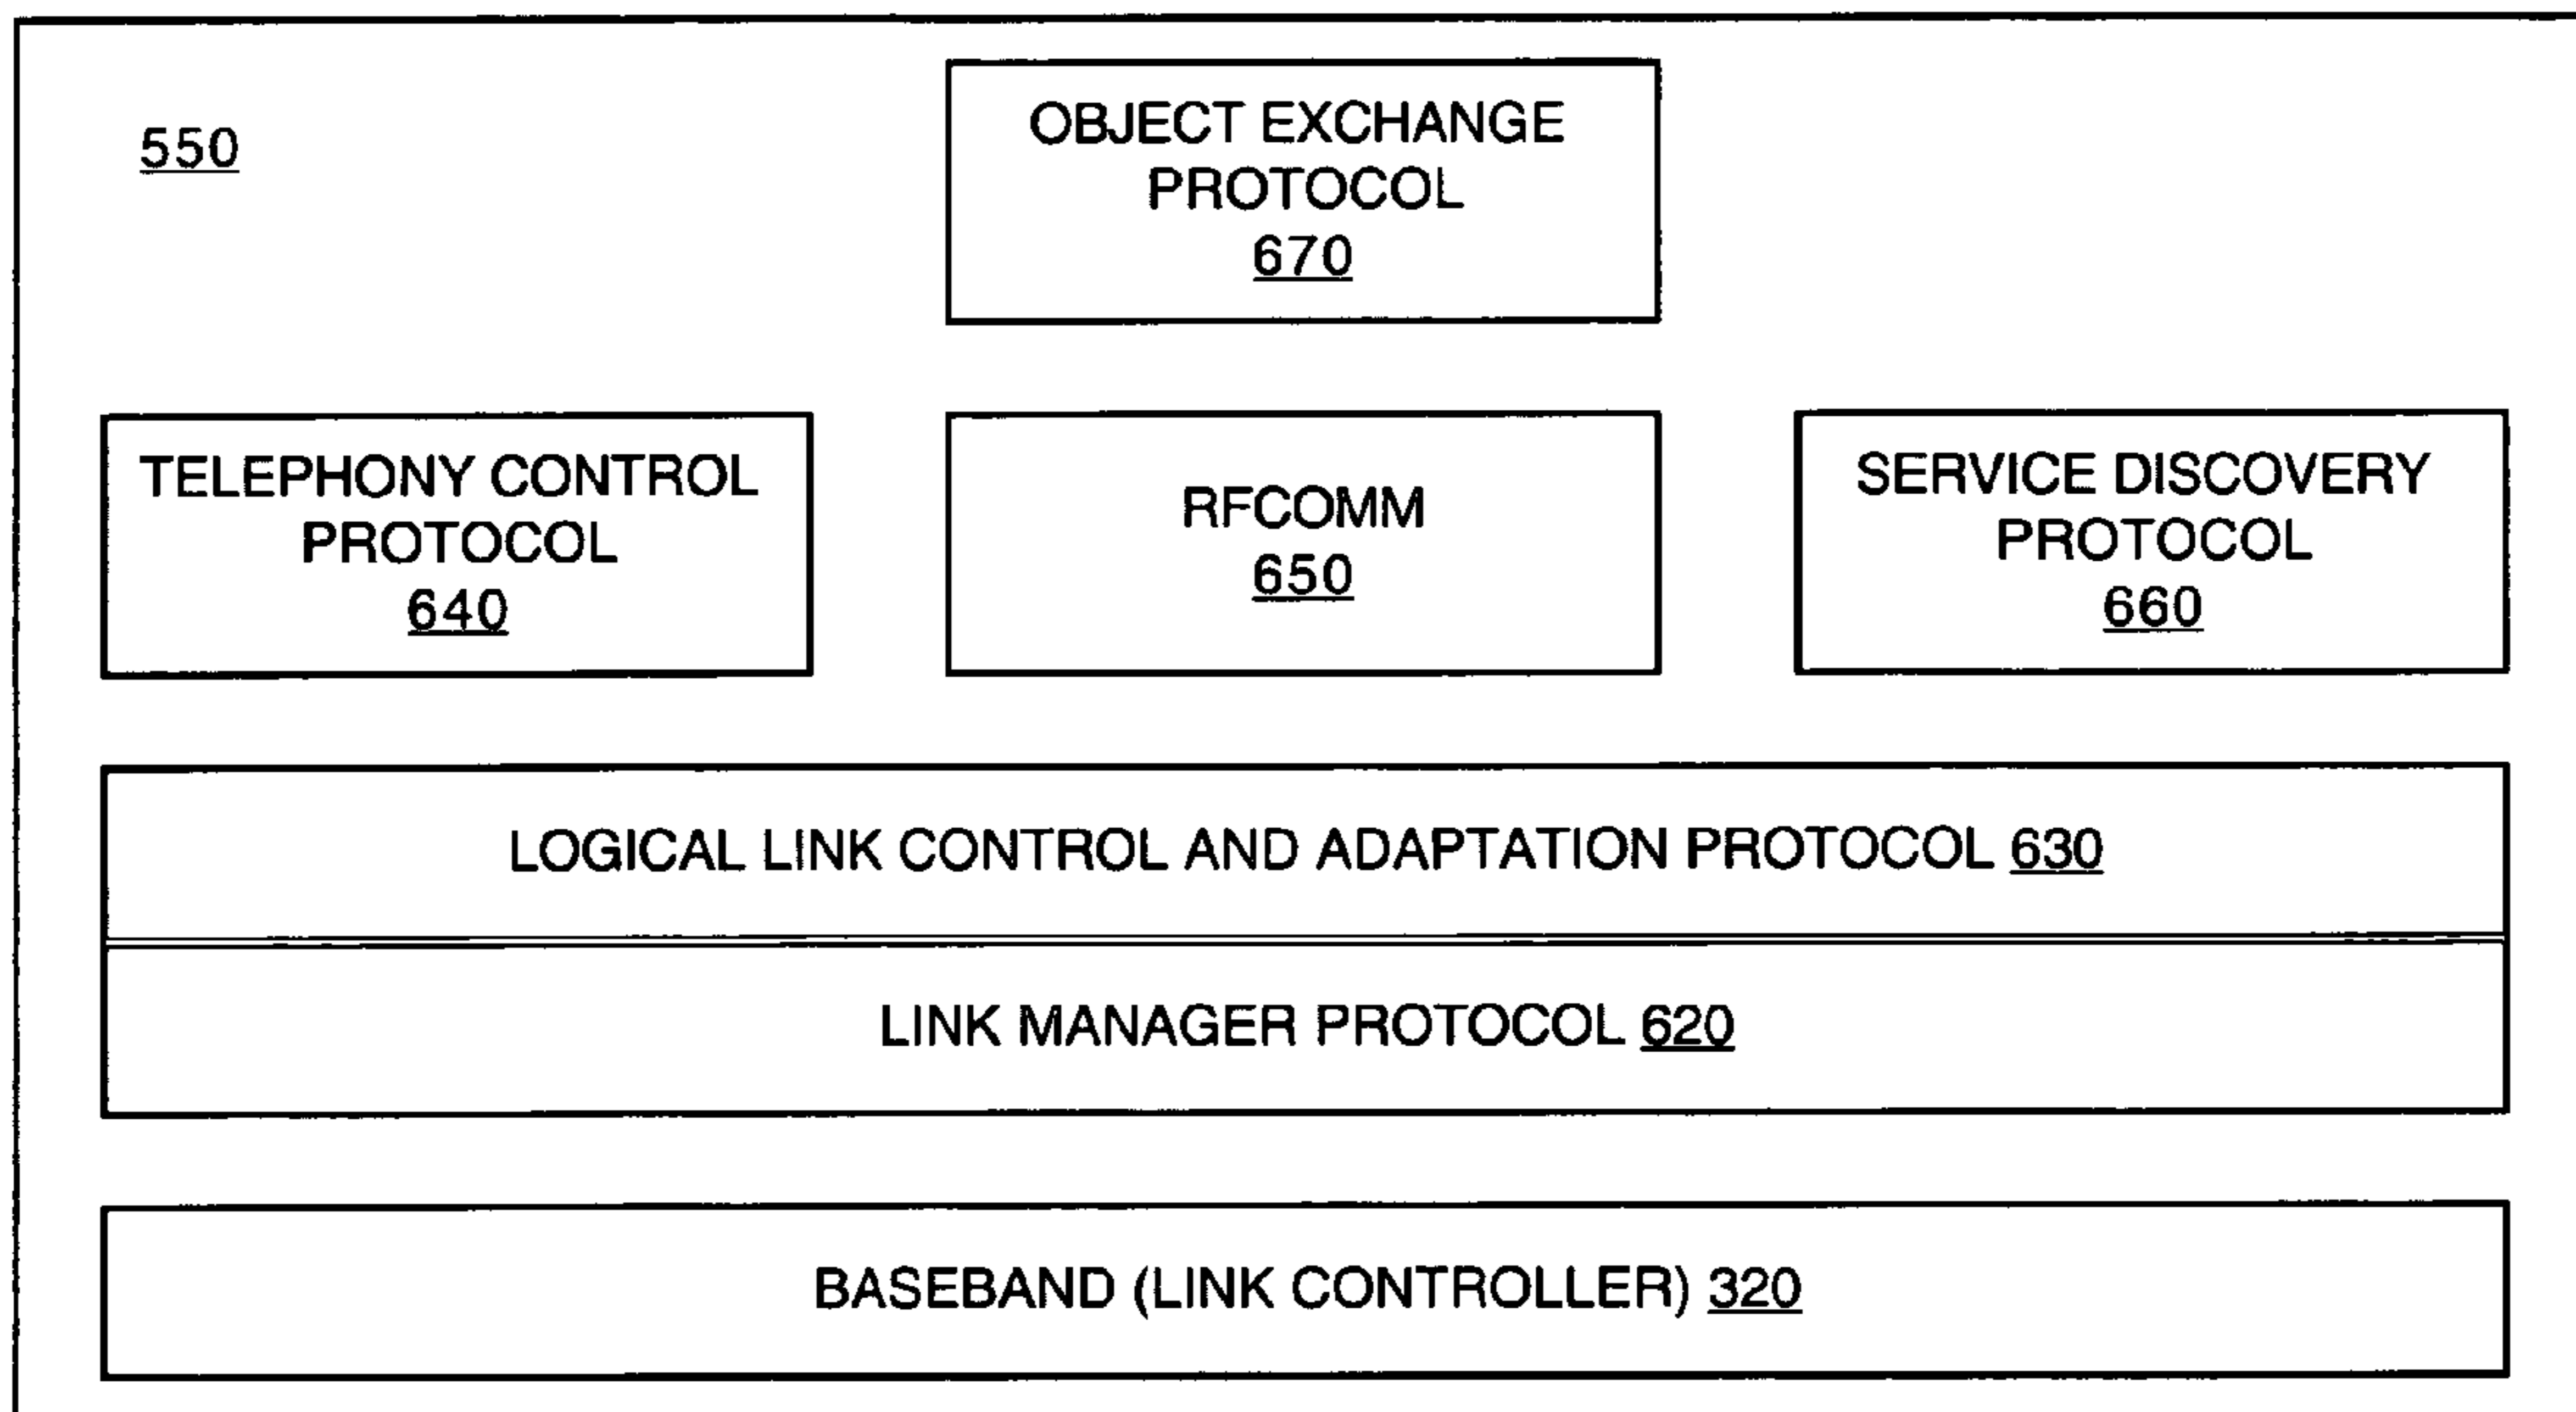 550
OBJECT EXCHANGE
PROTOCOL
670
TELEPHONY CONTROL
PROTOCOL
640
RFCOMM
650
SERVICE DISCOVERY
PROTOCOL
660
LOGICAL LINK CONTROL AND ADAPTATION PROTOCOL 630
LINK MANAGER PROTOCOL 620
BASEBAND (LINK CONTROLLER) 320